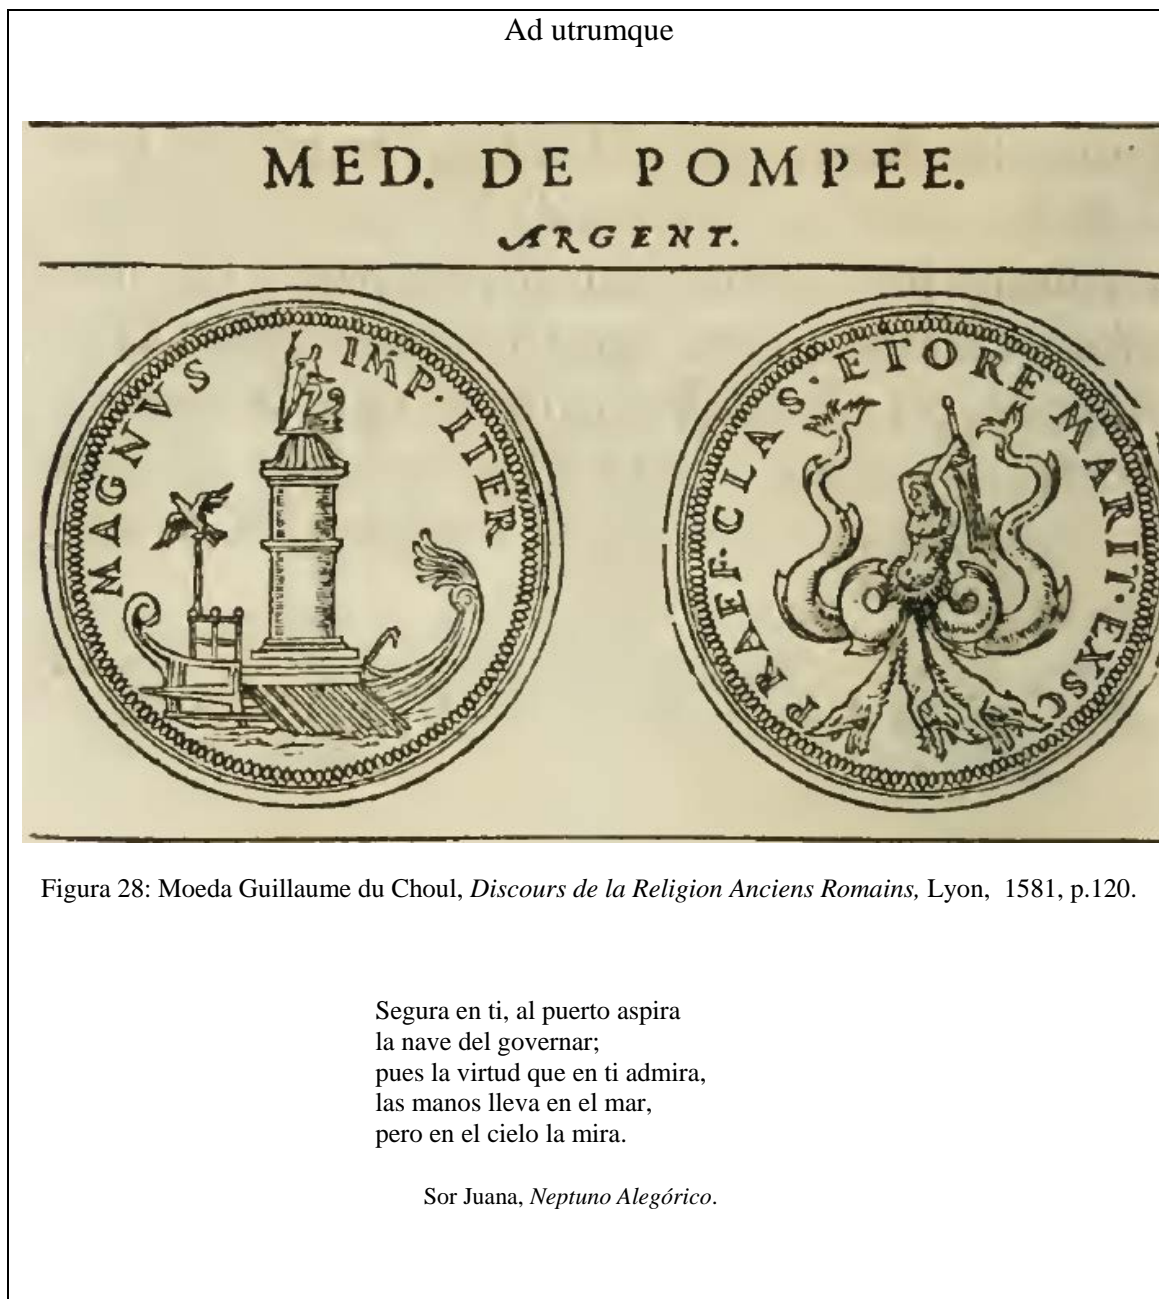 Ad utrumque
MED. DE POMPEE.
ARGENT.
MAGNVS IMP. ITER
PRAEF·CLAS·ETORE MARIT·EXSC
Figura 28: Moeda Guillaume du Choul, Discours de la Religion Anciens Romains, Lyon, 1581, p.120.
Segura en ti, al puerto aspira
la nave del governar;
pues la virtud que en ti admira,
las manos lleva en el mar,
pero en el cielo la mira.
Sor Juana, Neptuno Alegórico.